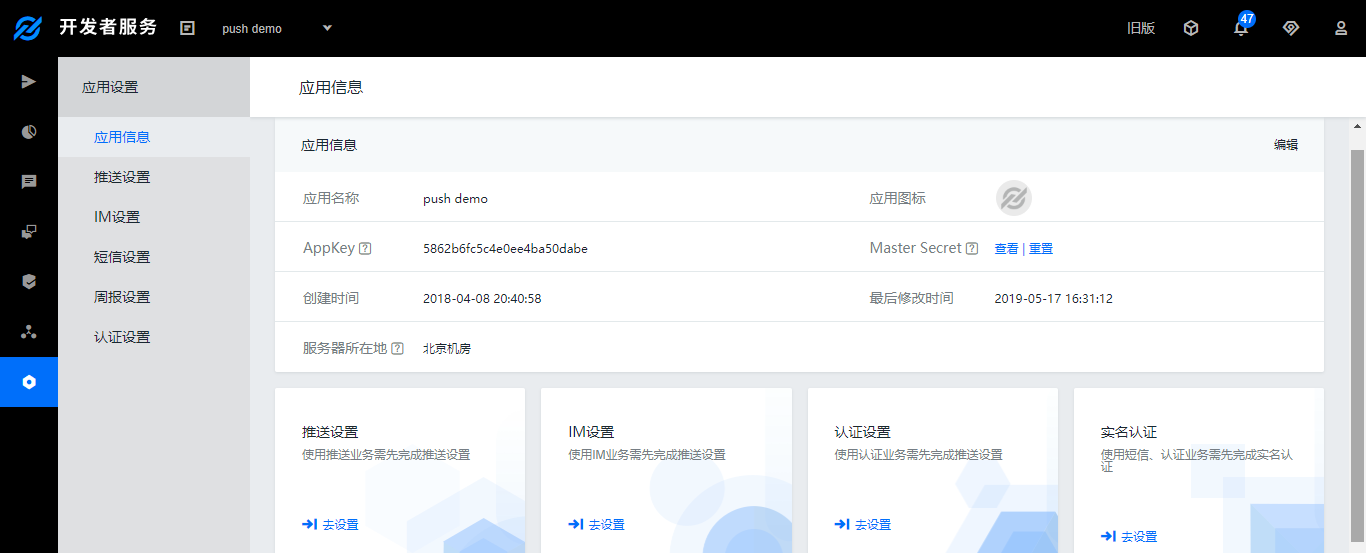 开发者服务
push demo
旧版
47
应用设置
应用信息
推送设置
IM设置
短信设置
周报设置
认证设置
应用信息
应用信息
编辑
应用名称
push demo
应用图标
AppKey ?
5862b6fc5c4e0ee4ba50dabe
Master Secret ?
查看 | 重置
创建时间
2018-04-08 20:40:58
最后修改时间
2019-05-17 16:31:12
服务器所在地 ?
北京机房
推送设置
使用推送业务需先完成推送设置
去设置
IM设置
使用IM业务需先完成推送设置
去设置
认证设置
使用认证业务需先完成推送设置
去设置
实名认证
使用短信、认证业务需先完成实名认
证
去设置